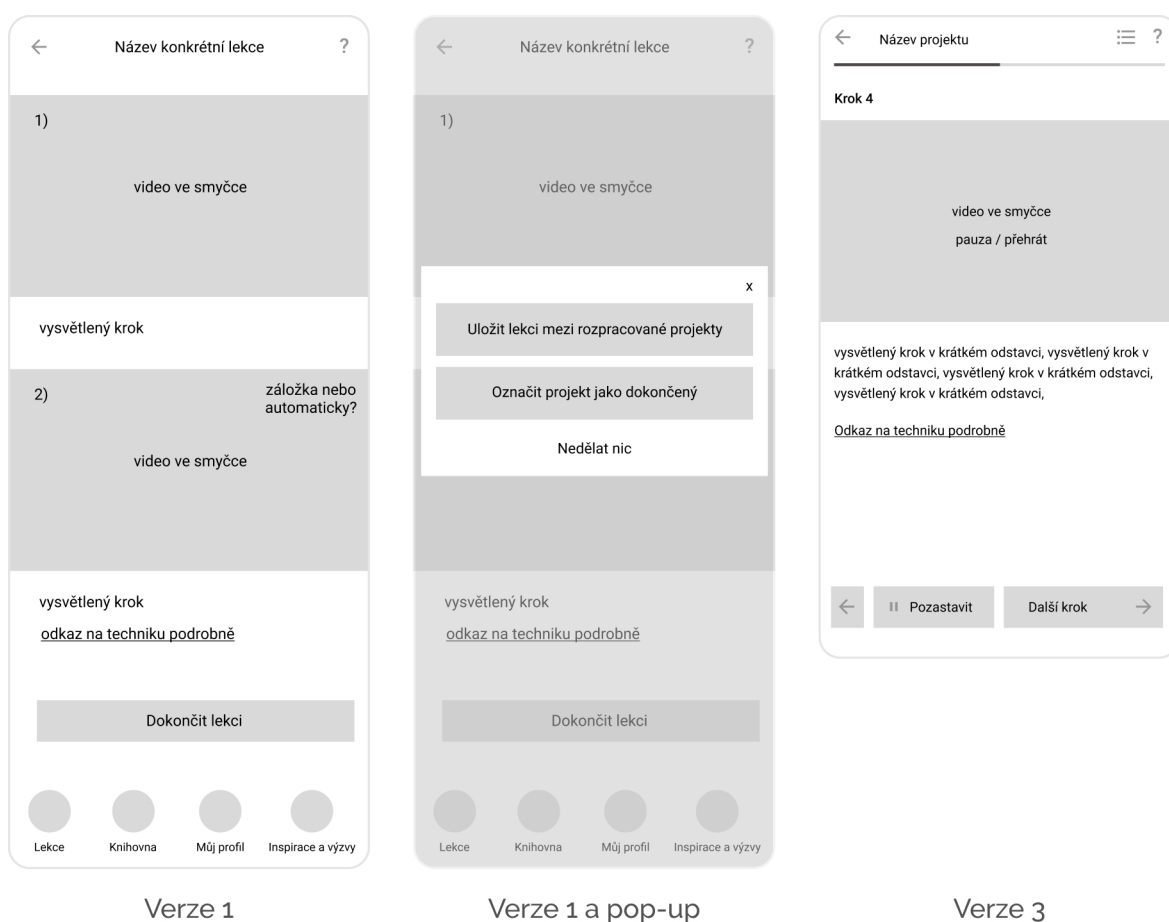 Název konkrétní lekce
?
1)
video ve smyčce
vysvětlený krok
2)
záložka nebo
automaticky?
video ve smyčce
vysvětlený krok
odkaz na techniku podrobně
Dokončit lekci
Lekce
Knihovna
Můj profil
Inspirace a výzvy
Verze 1
Název konkrétní lekce
?
1)
video ve smyčce
x
Uložit lekci mezi rozpracované projekty
Označit projekt jako dokončený
Nedělat nic
vysvětlený krok
odkaz na techniku podrobně
Dokončit lekci
Lekce
Knihovna
Můj profil
Inspirace a výzvy
Verze 1 a pop-up
Název projektu
?
Krok 4
video ve smyčce
pauza / přehrát
vysvětlený krok v krátkém odstavci, vysvětlený krok v
krátkém odstavci, vysvětlený krok v krátkém odstavci,
vysvětlený krok v krátkém odstavci,
Odkaz na techniku podrobně
Pozastavit
Další krok
Verze 3